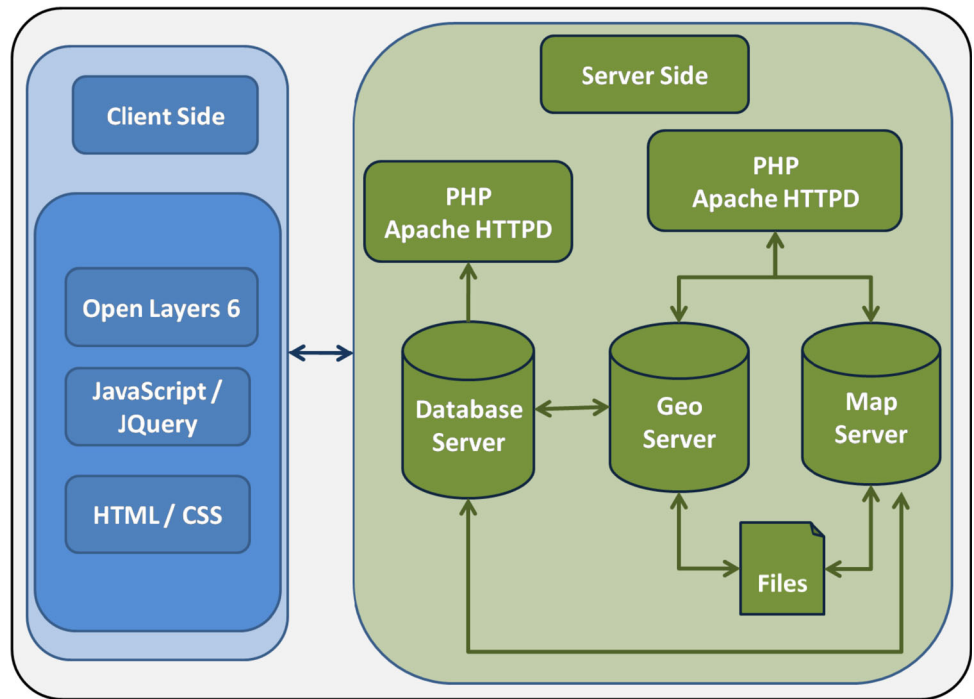 Client Side
Open Layers 6
JavaScript /
JQuery
HTML / CSS
Server Side
PHP
Apache HTTPD
PHP
Apache HTTPD
Database
Server
Geo
Server
Map
Server
Files